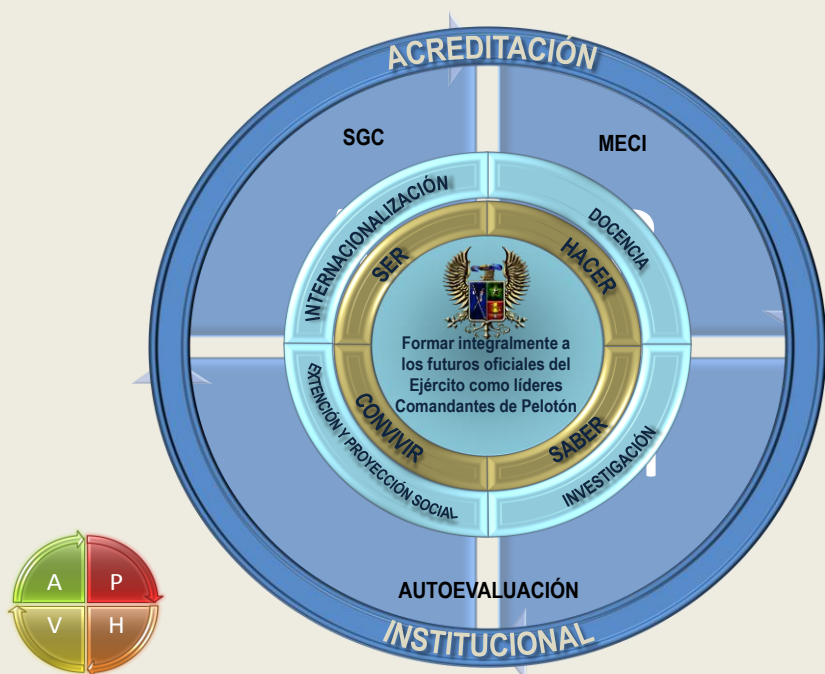 ACREDITACIÓN
SGC
MECI
INTERNACIONALIZACIÓN
DOCENCIA
SER
HACER
Formar integralmente a
los futuros oficiales del
Ejército como líderes
Comandantes de Pelotón
CONVIVIR
SABER
EXTENCIÓN Y PROYECCIÓN SOCIAL
INVESTIGACIÓN
A
P
V
H
AUTOEVALUACIÓN
INSTITUCIONAL